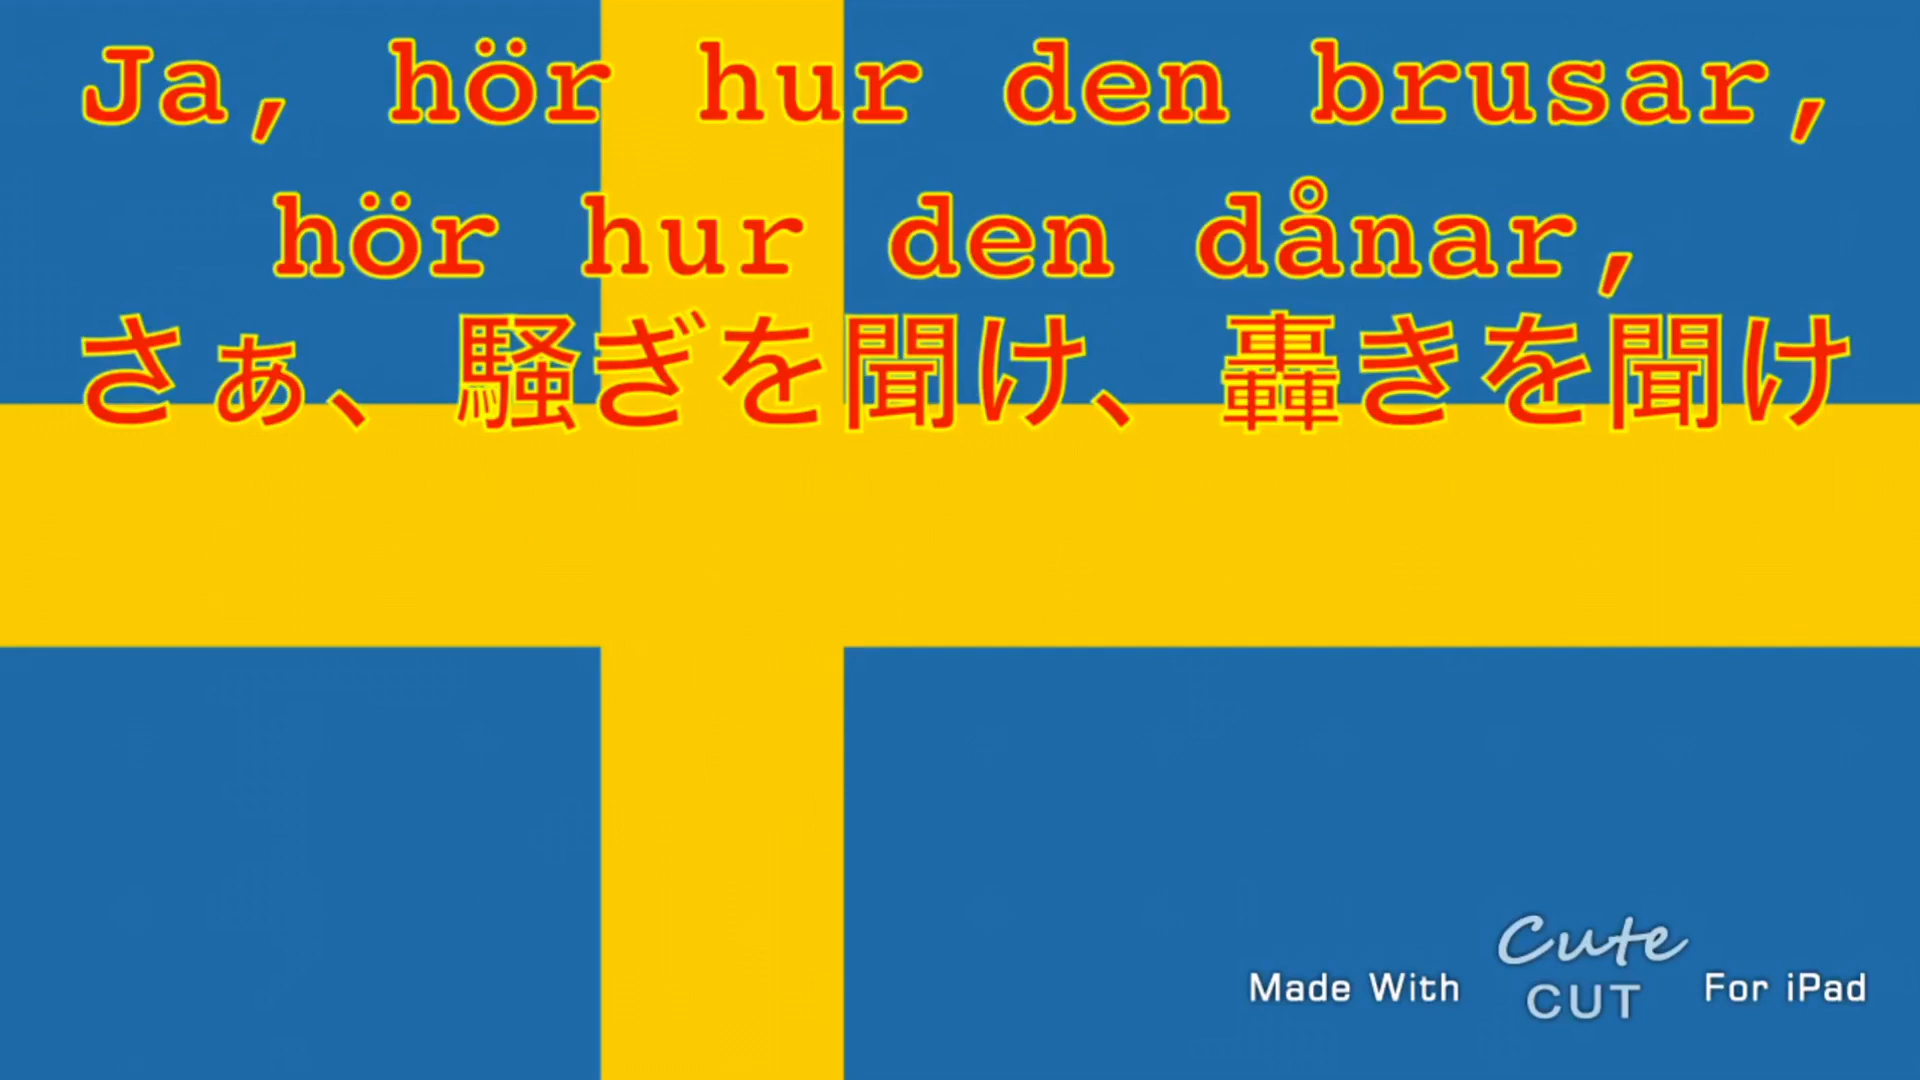 Ja, hör hur den brusar,
hör hur den dånar,
さぁ、騒ぎを聞け、轟きを聞け
Cute
Made With CUT For iPad